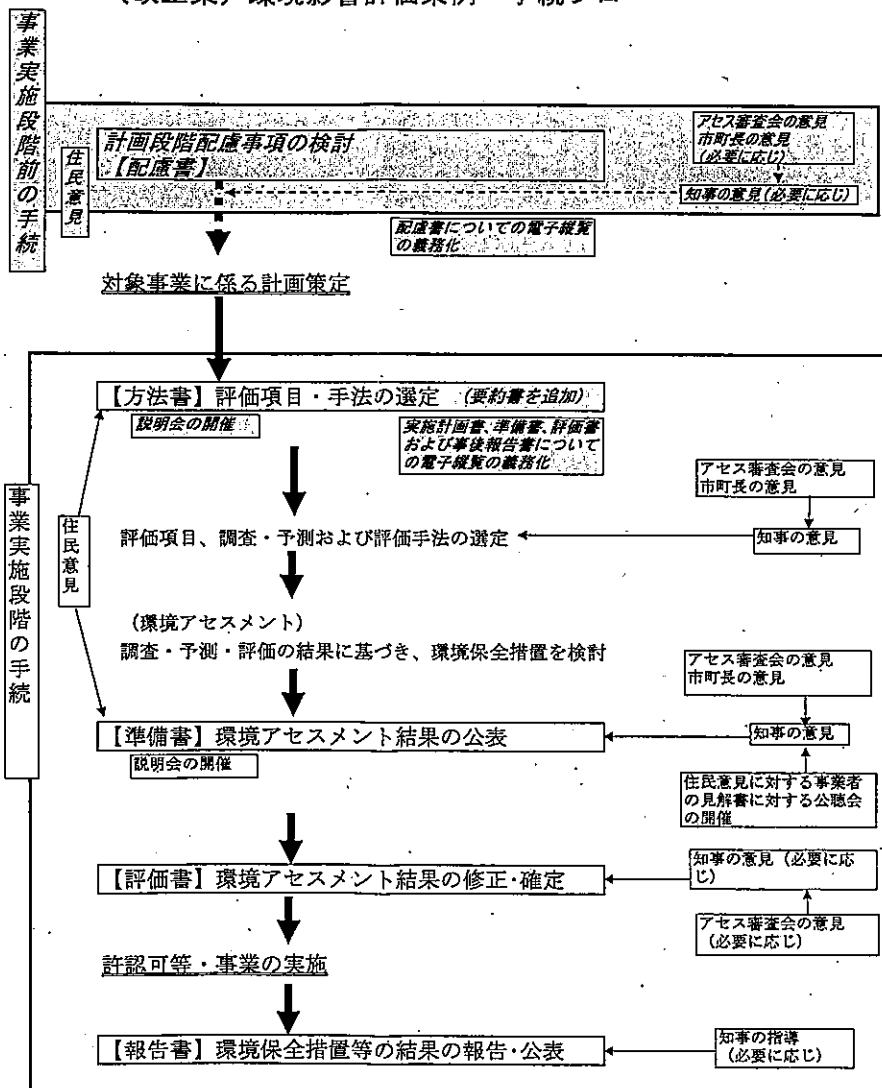 (改正案)環境影響評価条例 手続フロー
事業実施段階前の手続
住民意見
計画段階配慮事項の検討
【配慮書】
アセス審査会の意見
市町長の意見
(必要に応じ)
知事の意見(必要に応じ)
配慮書についての電子縦覧
の義務化
対象事業に係る計画策定
事業実施段階の手続
住民意見
【方法書】評価項目・手法の選定 (要約書を追加)
説明会の開催
実施計画書、準備書、評価書
および事後報告書について
の電子縦覧の義務化
アセス審査会の意見
市町長の意見
知事の意見
評価項目、調査・予測および評価手法の選定
(環境アセスメント)
調査・予測・評価の結果に基づき、環境保全措置を検討
アセス審査会の意見
市町長の意見
知事の意見
【準備書】環境アセスメント結果の公表
説明会の開催
住民意見に対する事業者
の見解書に対する公聴会
の開催
【評価書】環境アセスメント結果の修正・確定
知事の意見(必要に応
じ)
アセス審査会の意見
(必要に応じ)
許認可等・事業の実施
【報告書】環境保全措置等の結果の報告・公表
知事の指導
(必要に応じ)